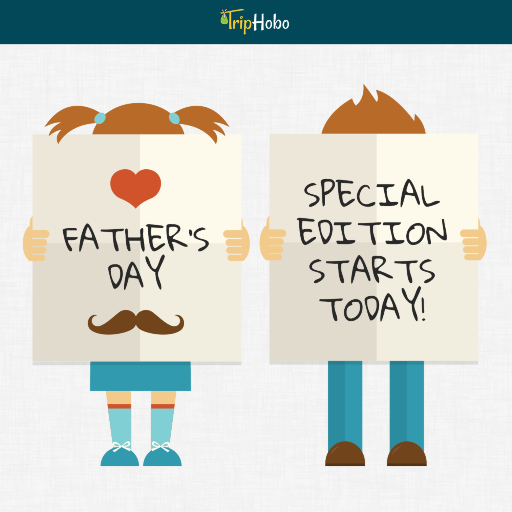 TripHobo
FATHER'S
DAY
SPECIAL
EDITION
STARTS
TODAY!